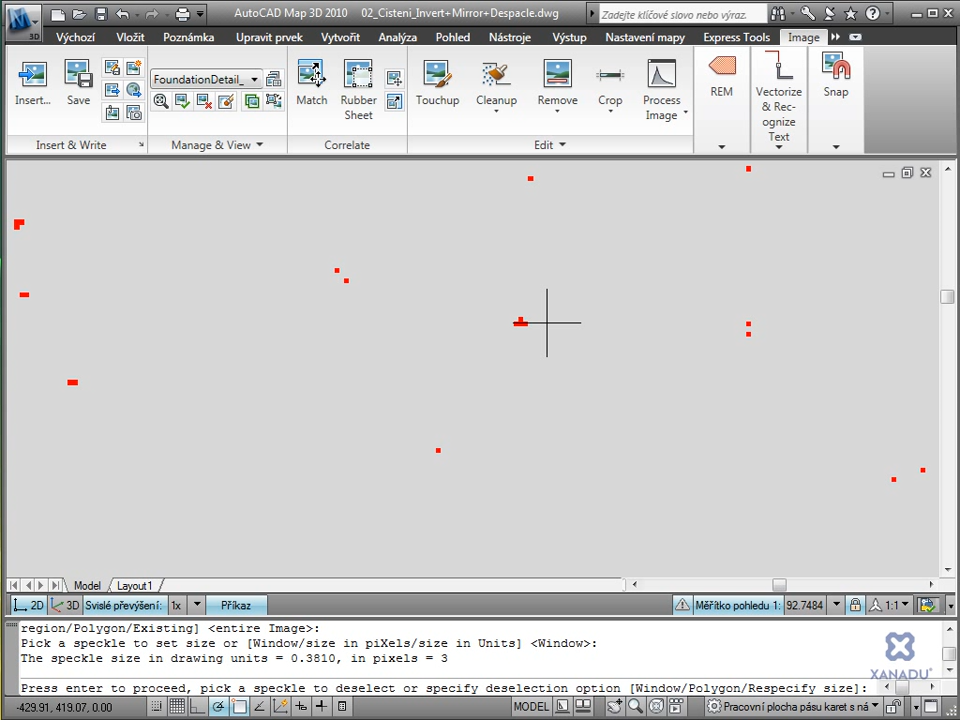 AutoCAD Map 3D 2010 02_Cisteni_Invert+Mirror+Despacle.dwg
Zadejte klíčové slovo nebo výraz.
3D
Výchozí Vložit Poznámka Upravit prvek Vytvořit Analýza Pohled Nástroje Výstup Nastavení mapy Express Tools Image
FoundationDetail_
Insert... Save Match Rubber Sheet Touchup Cleanup Remove Crop Process Image REM Vectorize & Rec-ognize Text Snap
Insert & Write Manage & View Correlate Edit
Model Layout1
2D 3D Svislé převýšení: 1x Příkaz Měřítko pohledu 1: 92.7484 1:1
region/Polygon/Existing] <entire Image>:
Pick a speckle to set size or [Window/size in piXels/size in Units] <Window>:
The speckle size in drawing units = 0.3810, in pixels = 3
Press enter to proceed, pick a speckle to deselect or specify deselection option [Window/Polygon/Respecify size]:
XANADU
-429.91, 419.07, 0.00 MODEL Pracovní plocha pásu karet s ná